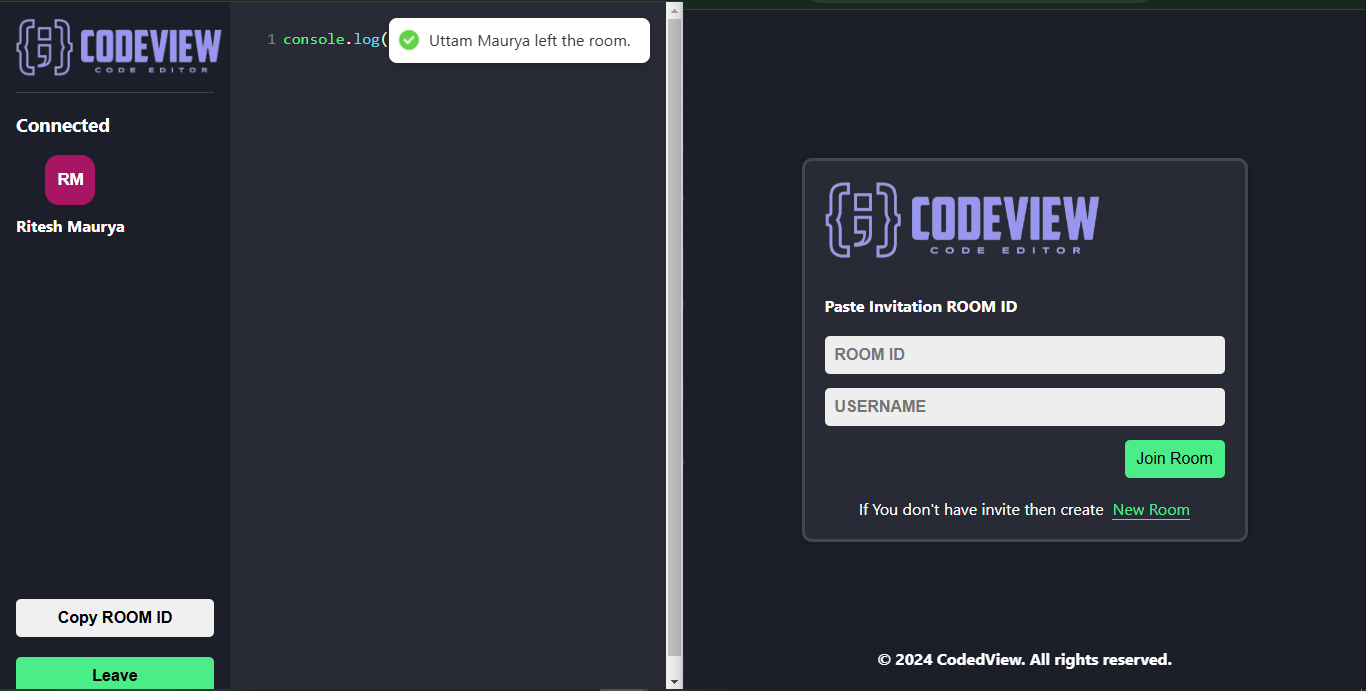 CODEVIEW
CODE EDITOR
Connected
RM
Ritesh Maurya
Copy ROOM ID
Leave
1 console.log(
Uttam Maurya left the room.
CODEVIEW
CODE EDITOR
Paste Invitation ROOM ID
ROOM ID
USERNAME
Join Room
If You don't have invite then create New Room
© 2024 CodedView. All rights reserved.